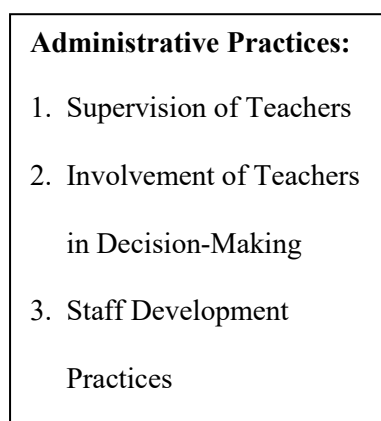 Administrative Practices:
1. Supervision of Teachers
2. Involvement of Teachers
in Decision-Making
3. Staff Development
Practices